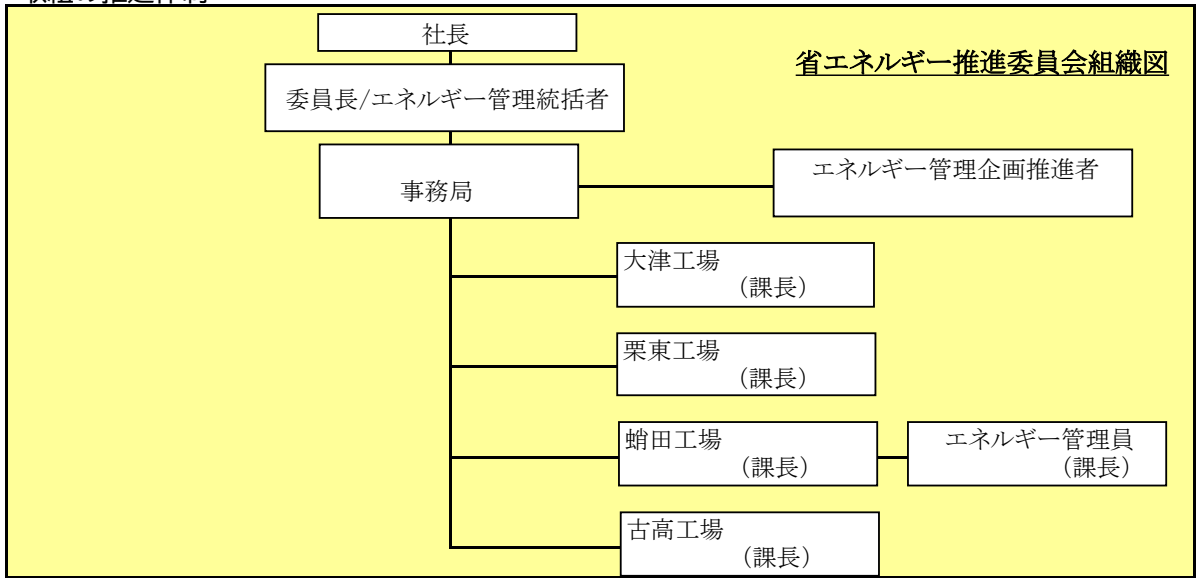 社長
省エネルギー推進委員会組織図
委員長/エネルギー管理統括者
エネルギー管理企画推進者
事務局
大津工場
(課長)
栗東工場
(課長)
蛸田工場
(課長)
エネルギー管理員
(課長)
古高工場
(課長)